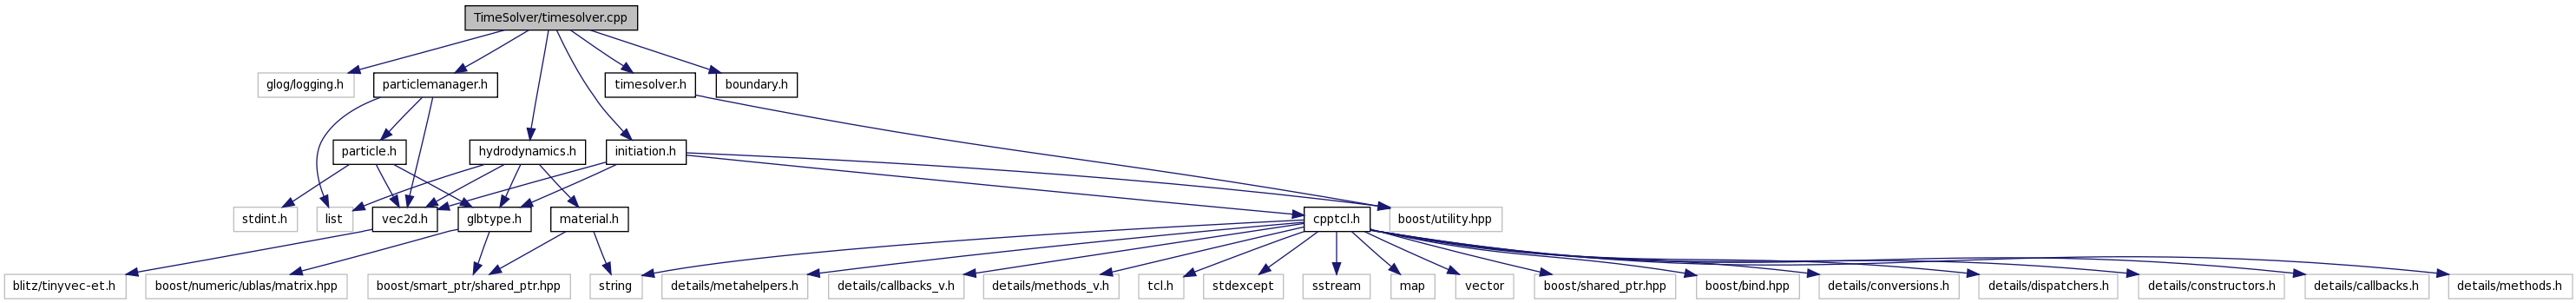 TimeSolver/timesolver.cpp
glog/logging.h
particlemanager.h
timesolver.h
boundary.h
particle.h
hydrodynamics.h
initiation.h
stdint.h
list
vec2d.h
glbtype.h
material.h
cpptcl.h
boost/utility.hpp
blitz/tinyvec-et.h
boost/numeric/ublas/matrix.hpp
boost/smart_ptr/shared_ptr.hpp
string
details/metahelpers.h
details/callbacks_v.h
details/methods_v.h
tcl.h
stdexcept
sstream
map
vector
boost/shared_ptr.hpp
boost/bind.hpp
details/conversions.h
details/dispatchers.h
details/constructors.h
details/callbacks.h
details/methods.h